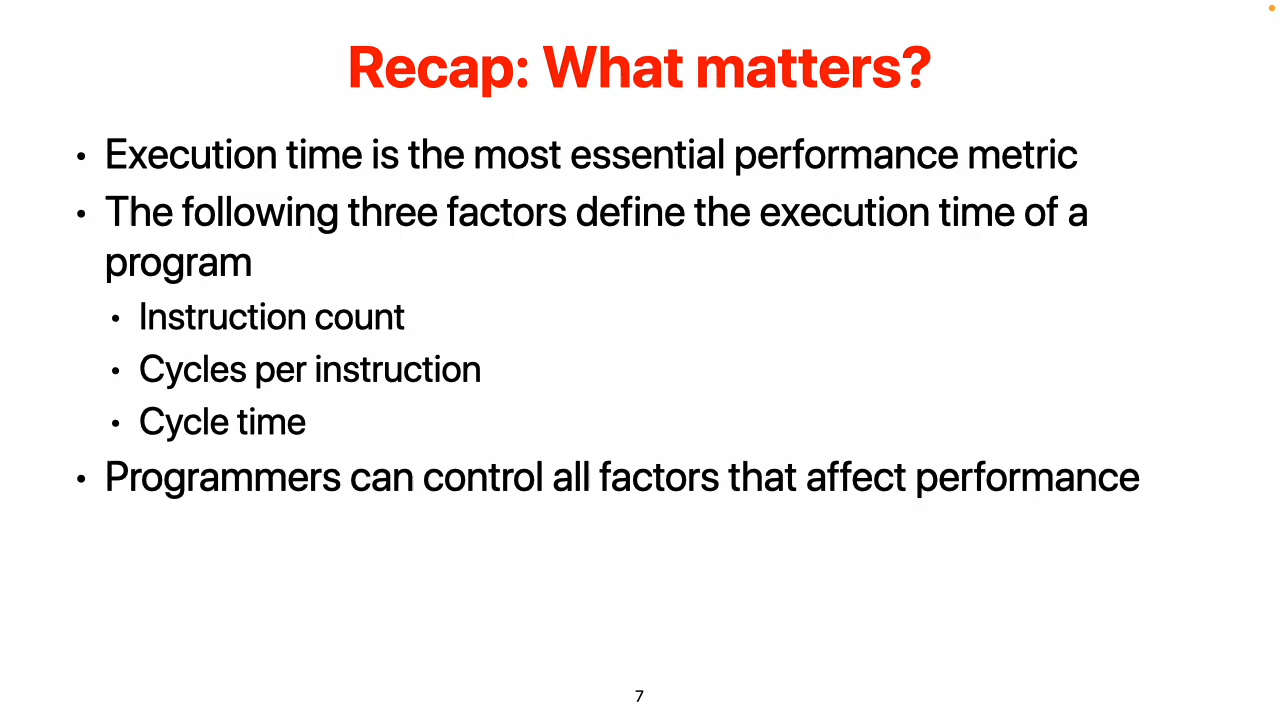 Recap: What matters?
• Execution time is the most essential performance metric
• The following three factors define the execution time of a
program
• Instruction count
• Cycles per instruction
• Cycle time
• Programmers can control all factors that affect performance
7